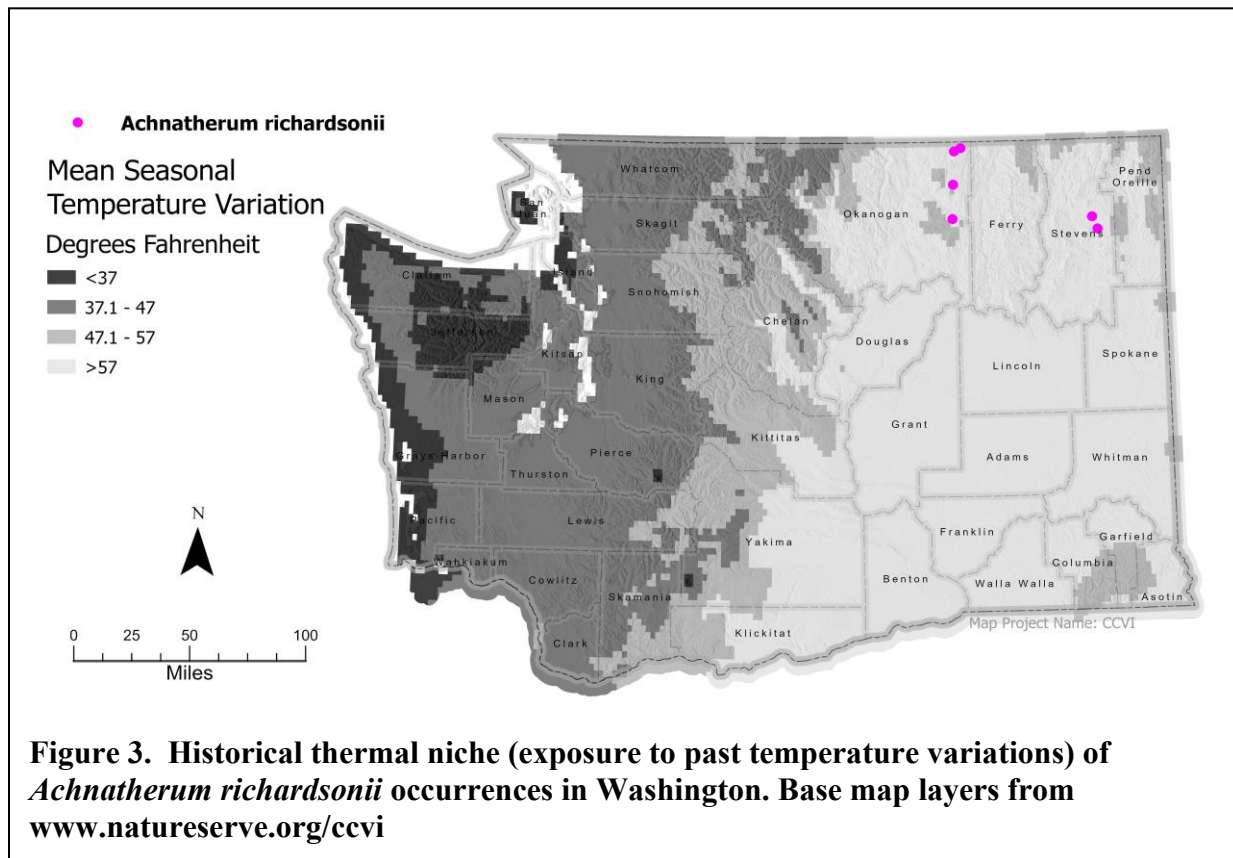 Achnatherum richardsonii
Mean Seasonal
Temperature Variation
Degrees Fahrenheit
<37
37.1 - 47
47.1 - 57
>57
N
0 25 50 100
Miles
Whatcom
San
Juan
Skagit
Okanogan
Ferry
Stevens
Pend
Oreille
Clallam
Island
Snohomish
Jefferson
Chelan
Douglas
Kitsap
Lincoln
Spokane
King
Mason
Grant
Kittitas
Grays Harbor
Pierce
Adams
Whitman
Thurston
Pacific
Lewis
Yakima
Franklin
Garfield
Wahkiakum
Columbia
Cowlitz
Benton
Walla Walla
Skamania
Asotin
Klickitat
Clark
Map Project Name: CCVI
Figure 3. Historical thermal niche (exposure to past temperature variations) of
Achnatherum richardsonii occurrences in Washington. Base map layers from
www.natureserve.org/ccvi